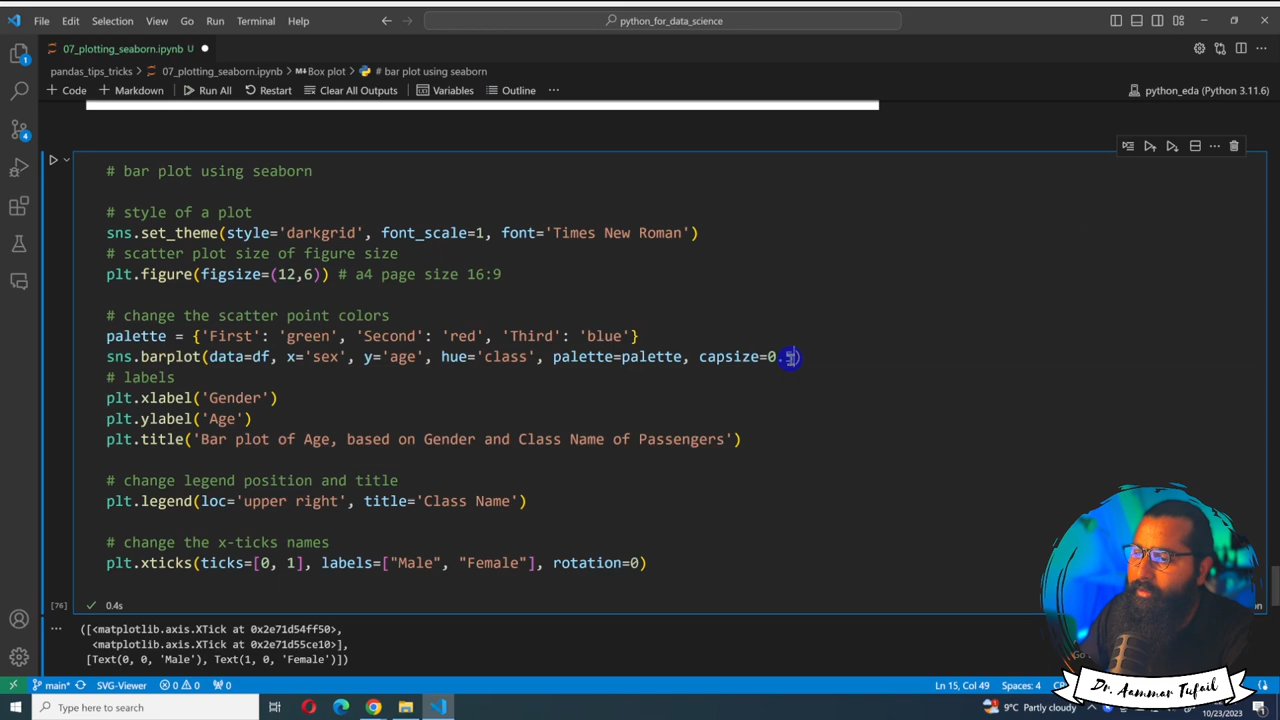 File Edit Selection View Go Run Terminal Help python_for_data_science
07_plotting_seaborn.ipynb U
pandas_tips_tricks > 07_plotting_seaborn.ipynb > M↓Box plot > # bar plot using seaborn
Code Markdown Run All Restart Clear All Outputs Variables Outline ... python_eda (Python 3.11.6)
# bar plot using seaborn
# style of a plot
sns.set_theme(style='darkgrid', font_scale=1, font='Times New Roman')
# scatter plot size of figure size
plt.figure(figsize=(12,6)) # a4 page size 16:9
# change the scatter point colors
palette = {'First': 'green', 'Second': 'red', 'Third': 'blue'}
sns.barplot(data=df, x='sex', y='age', hue='class', palette=palette, capsize=0.
# labels
plt.xlabel('Gender')
plt.ylabel('Age')
plt.title('Bar plot of Age, based on Gender and Class Name of Passengers')
# change legend position and title
plt.legend(loc='upper right', title='Class Name')
# change the x-ticks names
plt.xticks(ticks=[0, 1], labels=["Male", "Female"], rotation=0)
[76] 0.4s
... ([<matplotlib.axis.XTick at 0x2e71d54ff50>,
<matplotlib.axis.XTick at 0x2e71d55ce10>],
[Text(0, 0, 'Male'), Text(1, 0, 'Female')])
1
4
main* SVG-Viewer 0 0 0 Ln 15, Col 49 Spaces: 4
Dr. Aammar Tufail
Type here to search 9°C Partly cloudy 10/23/2023